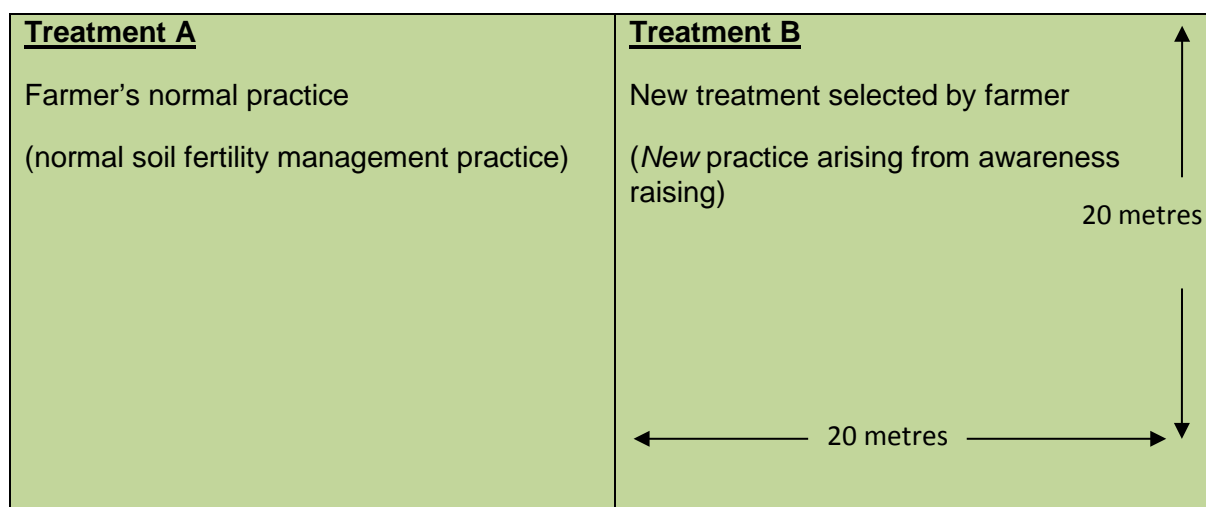 Treatment A
Farmer’s normal practice
(normal soil fertility management practice)
Treatment B
New treatment selected by farmer
(New practice arising from awareness
raising)
20 metres
20 metres